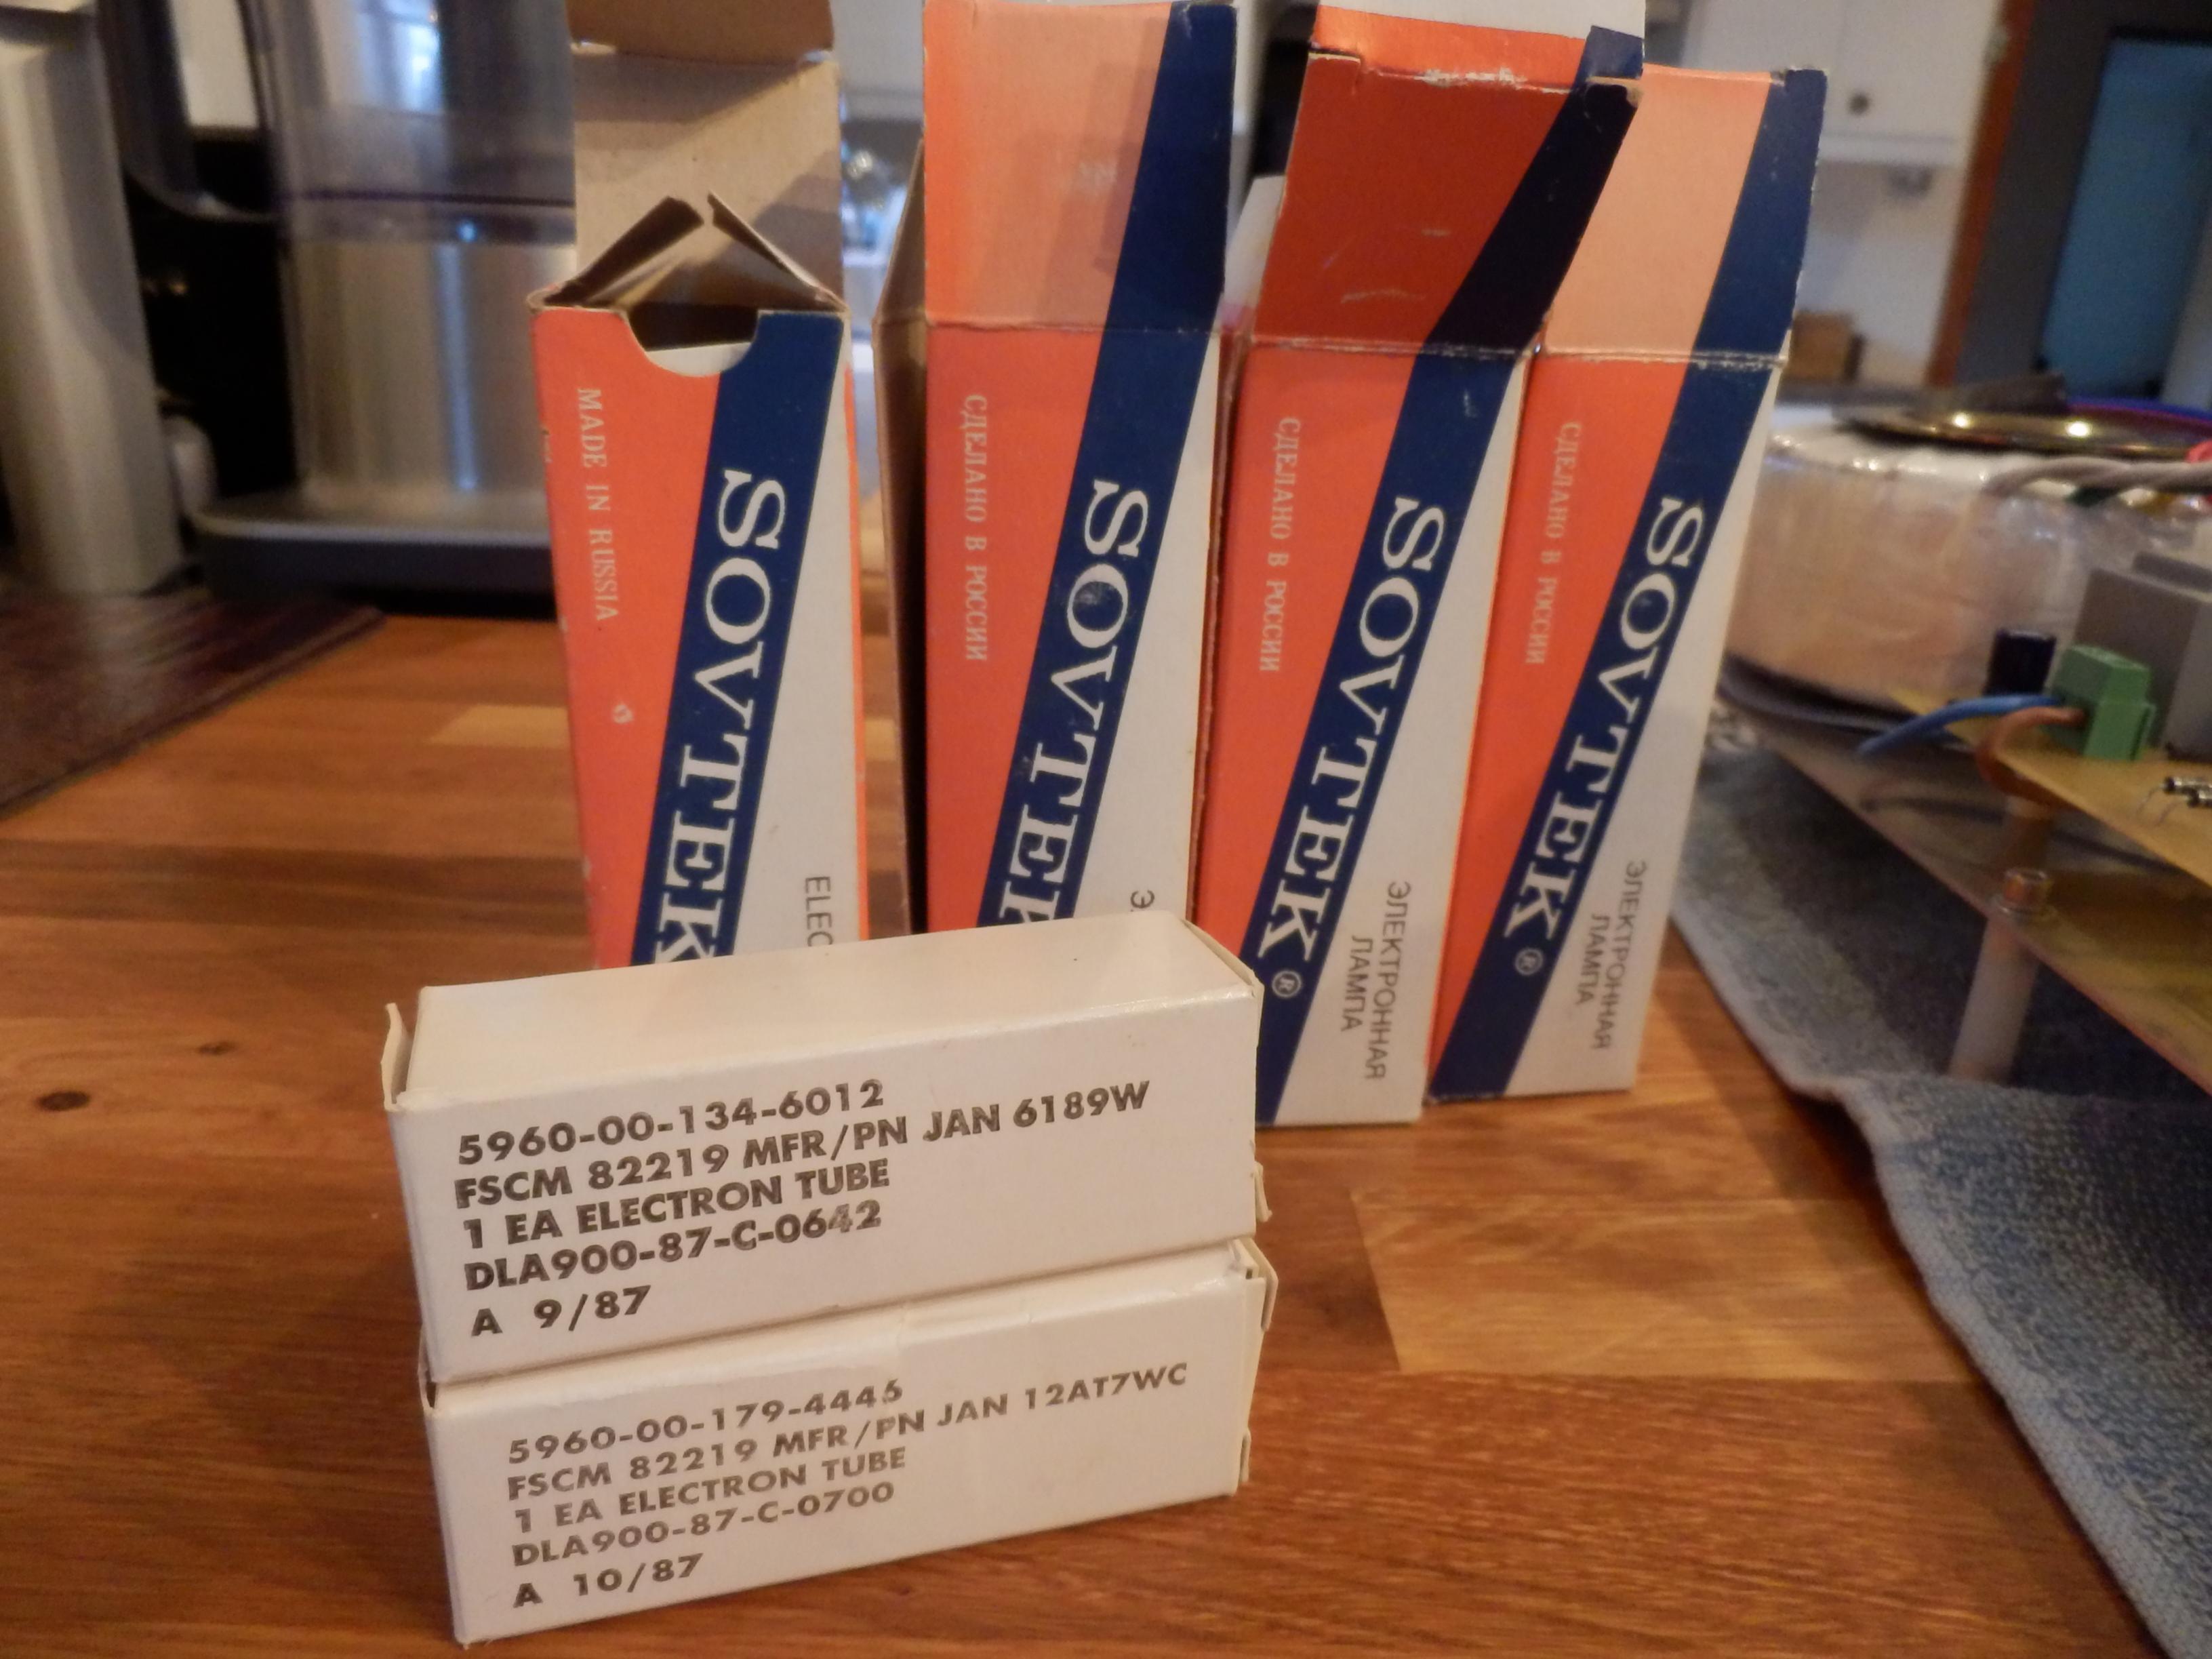 MADE IN RUSSIA
SOVTEK
СДЕЛАНО В РОССИИ
SOVTEK
СДЕЛАНО В РОССИИ
SOVTEK®
ЭЛЕКТРОННАЯ
ЛАМПА
СДЕЛАНО В РОССИИ
SOVTEK®
ЭЛЕКТРОННАЯ
ЛАМПА
5960-00-134-6012
FSCM 82219 MFR/PN JAN 6189W
1 EA ELECTRON TUBE
DLA900-87-C-0642
A 9/87
5960-00-179-4445
FSCM 82219 MFR/PN JAN 12AT7WC
1 EA ELECTRON TUBE
DLA900-87-C-0700
A 10/87